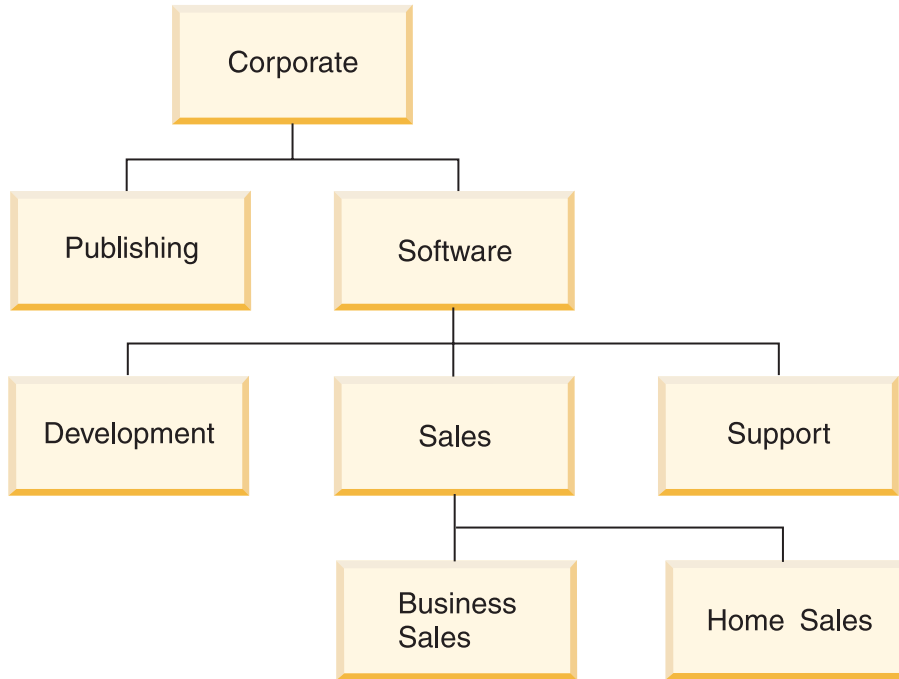 Corporate
Publishing
Software
Development
Sales
Support
Business
Sales
Home Sales